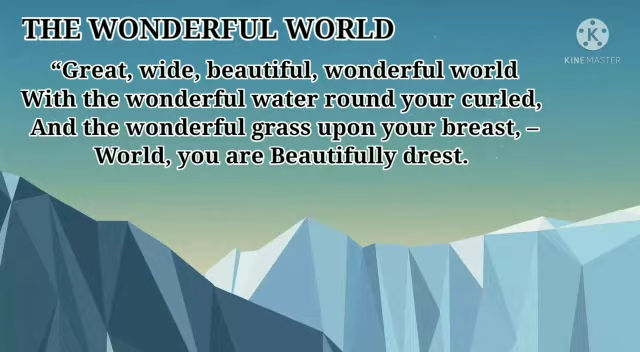 THE WONDERFUL WORLD
K
KINEMASTER
“Great, wide, beautiful, wonderful world
With the wonderful water round your curled,
And the wonderful grass upon your breast, –
World, you are Beautifully drest.